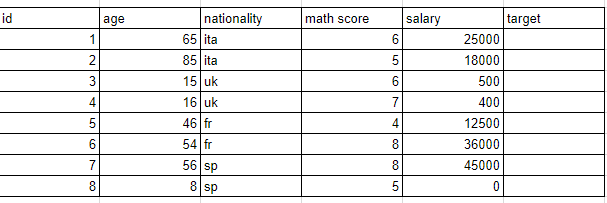 id age nationality math score salary target
1 65 ita 6 25000
2 85 ita 5 18000
3 15 uk 6 500
4 16 uk 7 400
5 46 fr 4 12500
6 54 fr 8 36000
7 56 sp 8 45000
8 8 sp 5 0